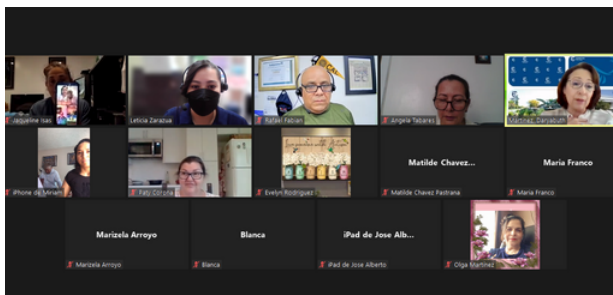 Jaqueline Isas
Leticia Zarazua
Rafael Fabian
Angela Tabares
Martinez, Daryabuth
iPhone de Miriam
Paty Corona
Evelyn Rodriguez
Matilde Chavez...
Matilde Chavez Pastrana
Maria Franco
Maria Franco
Marizela Arroyo
Marizela Arroyo
Blanca
Blanca
iPad de Jose Alb...
iPad de Jose Alberto
Olga Martinez